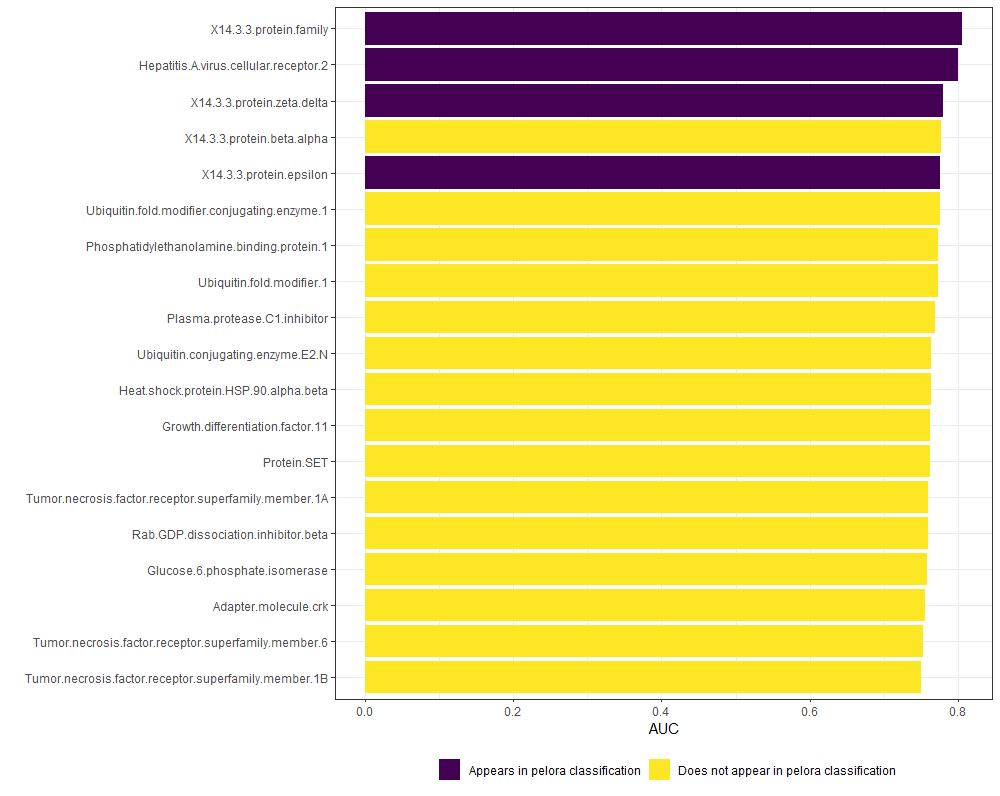 X14.3.3.protein.family
Hepatitis.A.virus.cellular.receptor.2
X14.3.3.protein.zeta.delta
X14.3.3.protein.beta.alpha
X14.3.3.protein.epsilon
Ubiquitin.fold.modifier.conjugating.enzyme.1
Phosphatidylethanolamine.binding.protein.1
Ubiquitin.fold.modifier.1
Plasma.protease.C1.inhibitor
Ubiquitin.conjugating.enzyme.E2.N
Heat.shock.protein.HSP.90.alpha.beta
Growth.differentiation.factor.11
Protein.SET
Tumor.necrosis.factor.receptor.superfamily.member.1A
Rab.GDP.dissociation.inhibitor.beta
Glucose.6.phosphate.isomerase
Adapter.molecule.crk
Tumor.necrosis.factor.receptor.superfamily.member.6
Tumor.necrosis.factor.receptor.superfamily.member.1B
0.0 0.2 0.4 0.6 0.8
AUC
Appears in pelora classification Does not appear in pelora classification